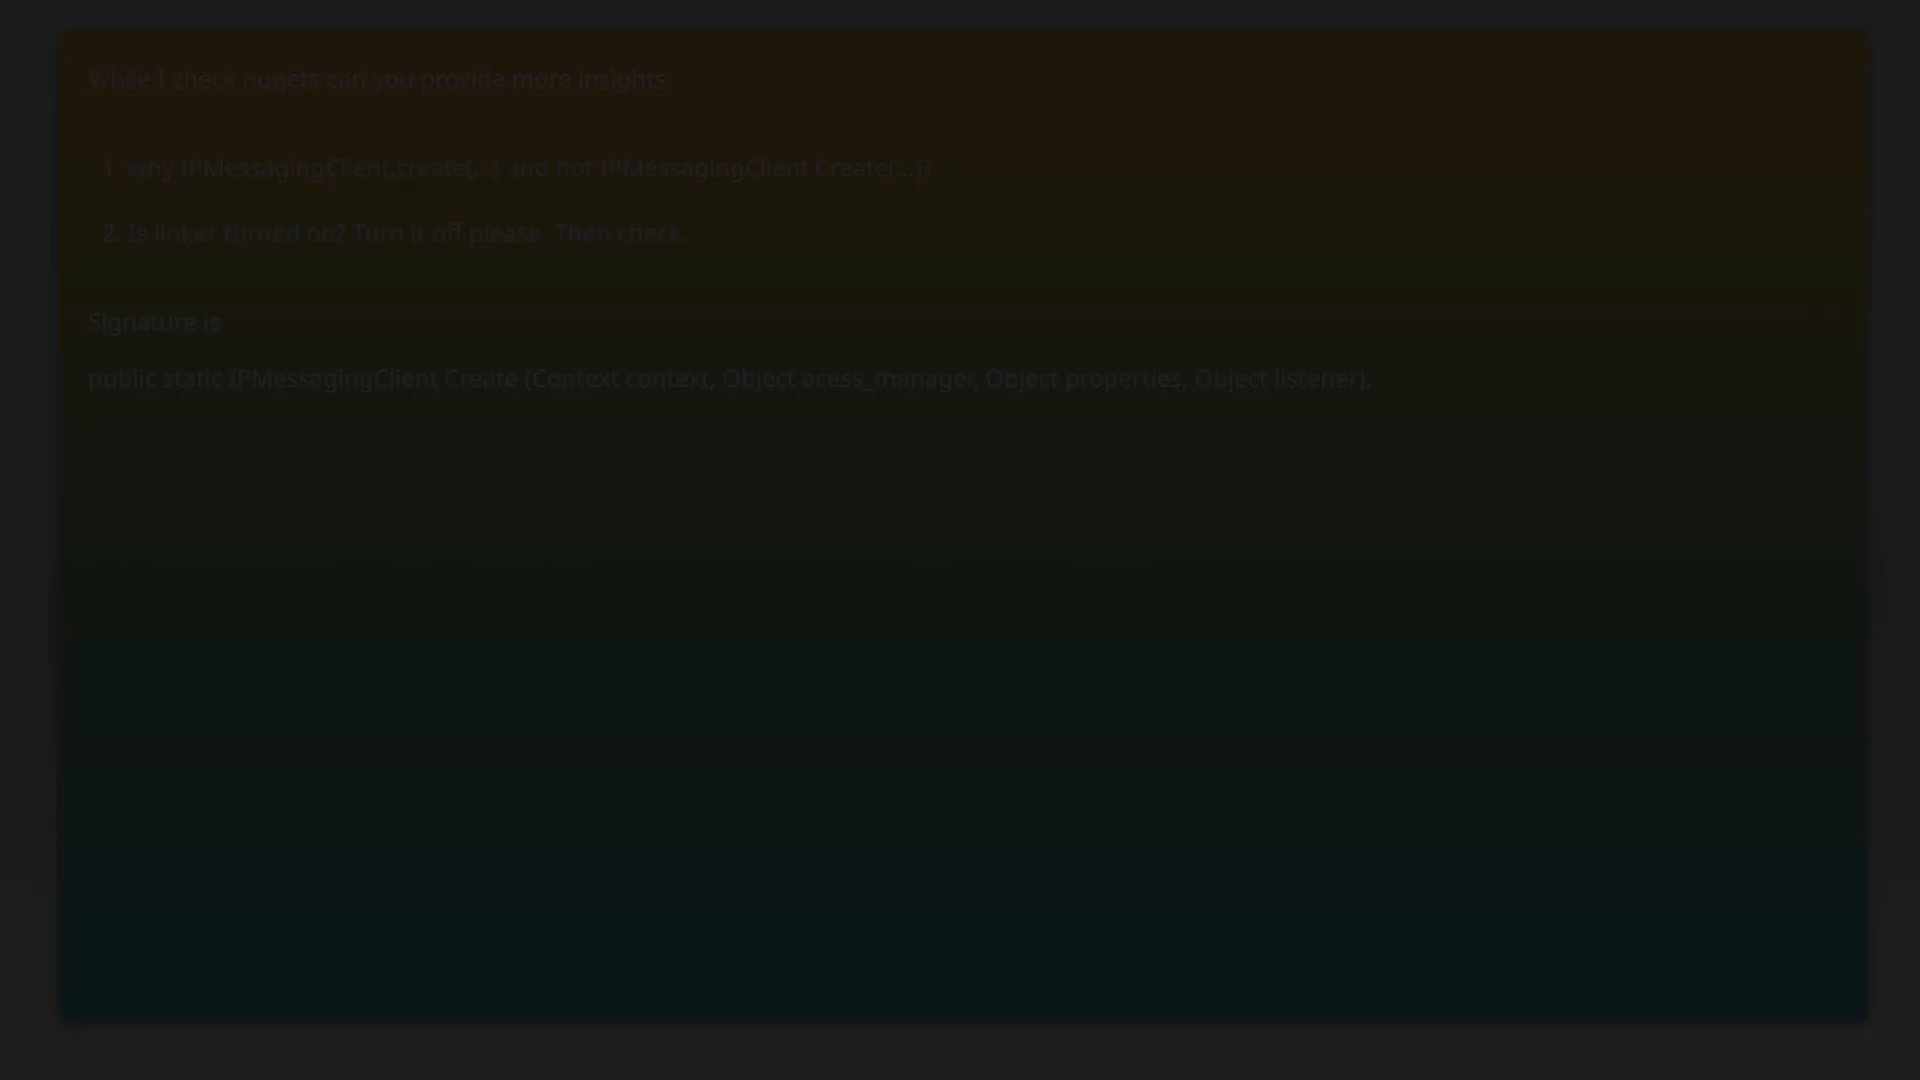 While I check nugets can you provide more insights
1. why IPMessagingClient.create(...) and not IPMessagingClient.Create(...)?
2. Is linker turned on? Turn it off please. Then check.
Signature is
public static IPMessagingClient Create (Context context, Object acess_manager, Object properties, Object listener);